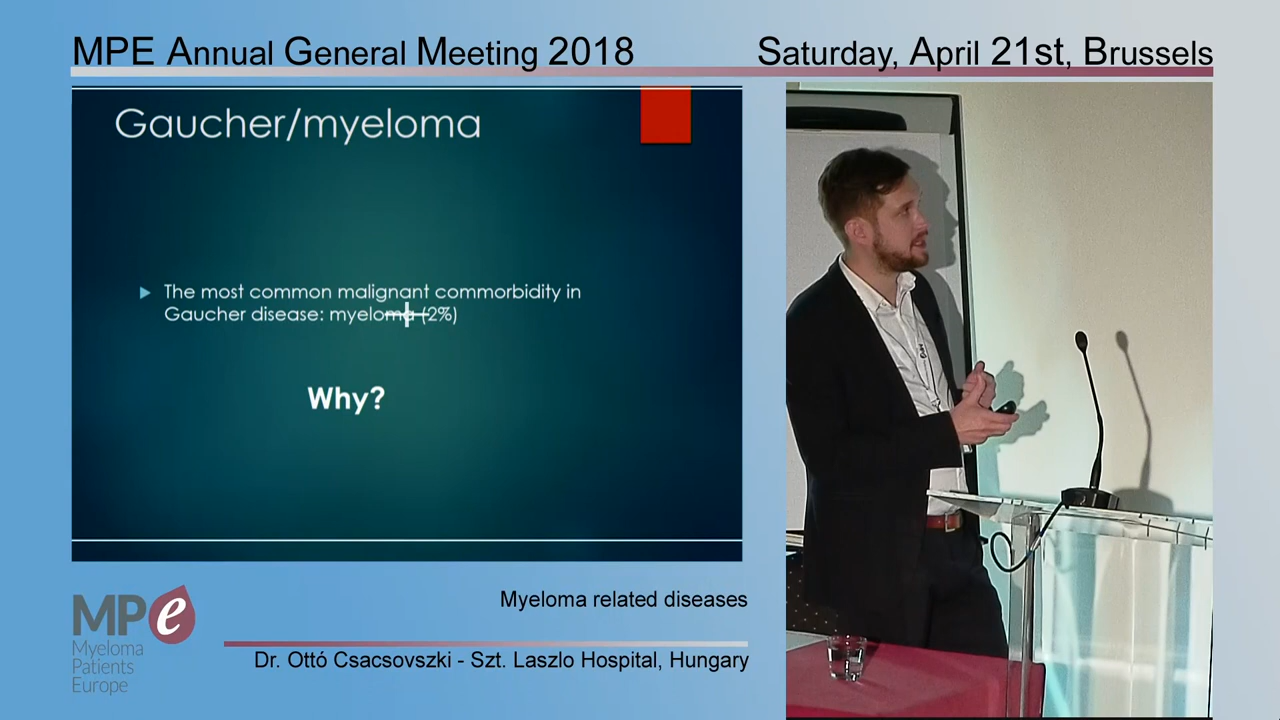 MPE Annual General Meeting 2018
Saturday, April 21st, Brussels
Gaucher/myeloma
The most common malignant commorbidity in
Gaucher disease: myeloma (2%)
Why?
MPe
Myeloma
Patients
Europe
Myeloma related diseases
Dr. Ottó Csacsovszki - Szt. Laszlo Hospital, Hungary